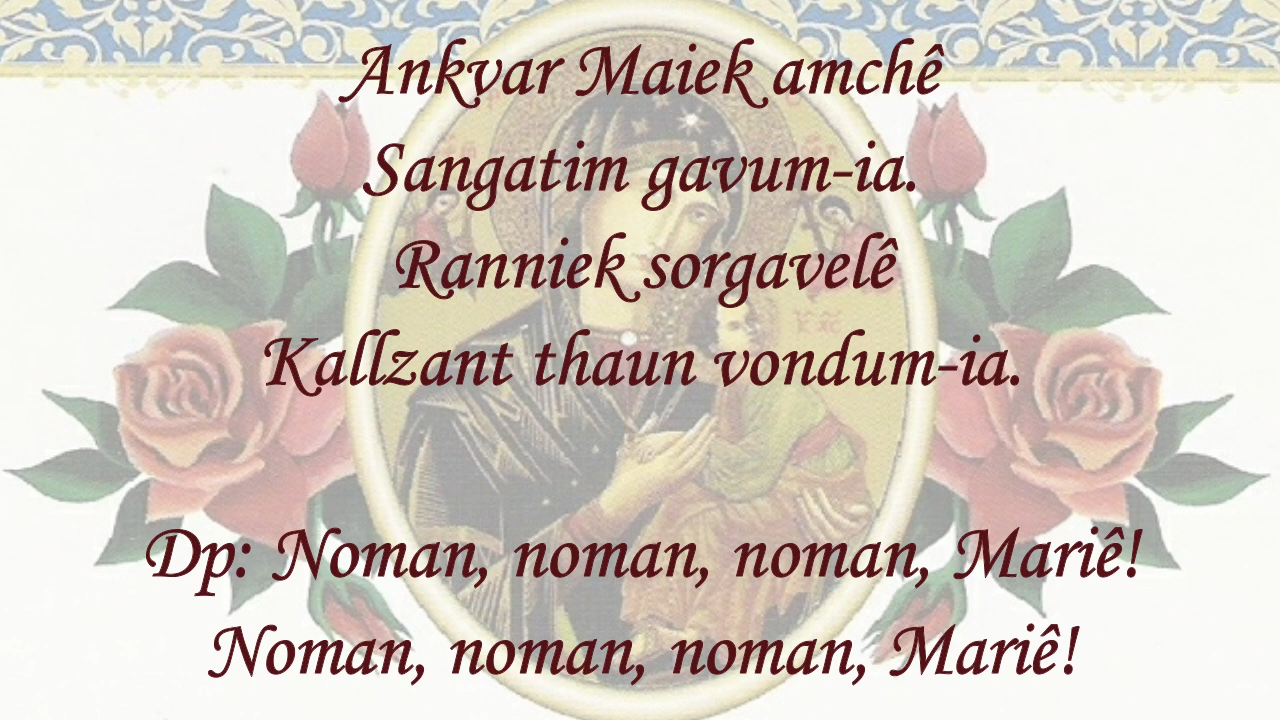 Ankvar Maiek amchê
Sangatim gavum-ia.
Ranniek sorgavelê
Kallzant thaun vondum-ia.
Dp: Noman, noman, noman, Mariê!
Noman, noman, noman, Mariê!